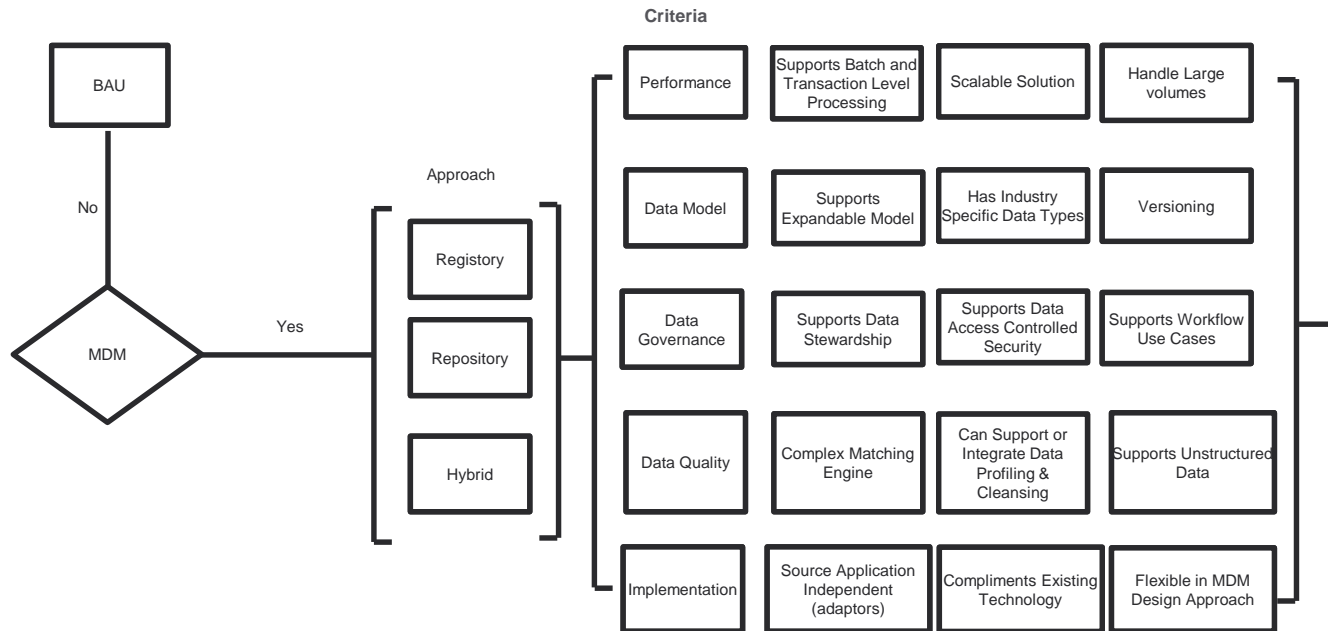 Criteria
BAU
No
MDM
Yes
Approach
Registory
Repository
Hybrid
Performance
Supports Batch and
Transaction Level
Processing
Scalable Solution
Handle Large
volumes
Data Model
Supports
Expandable Model
Has Industry
Specific Data Types
Versioning
Data
Governance
Supports Data
Stewardship
Supports Data
Access Controlled
Security
Supports Workflow
Use Cases
Data Quality
Complex Matching
Engine
Can Support or
Integrate Data
Profiling &
Cleansing
Supports Unstructured
Data
Implementation
Source Application
Independent
(adaptors)
Compliments Existing
Technology
Flexible in MDM
Design Approach